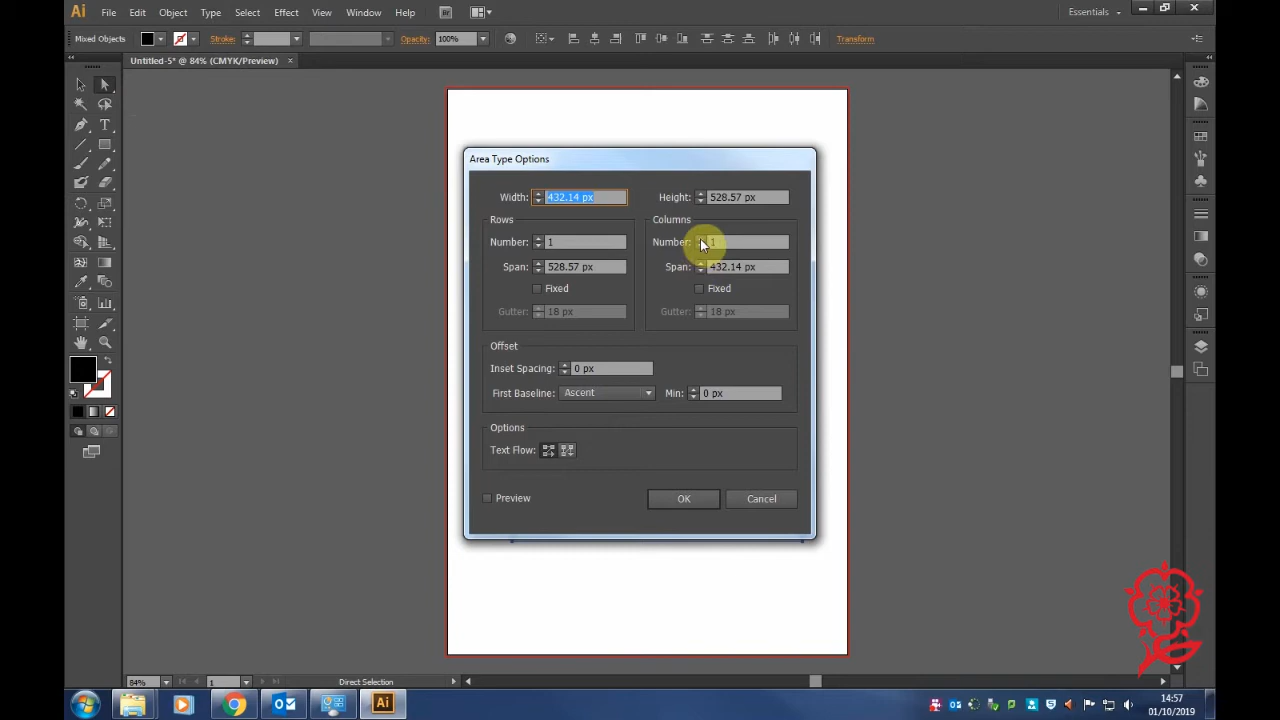 Ai File Edit Object Type Select Effect View Window Help Br Essentials
Mixed Objects Stroke: Opacity: 100% Transform
Untitled-5* @ 84% (CMYK/Preview)
Area Type Options
Width: 432.14 px Height: 528.57 px
Rows Columns
Number: 1 Number: 1
Span: 528.57 px Span: 432.14 px
Fixed Fixed
Gutter: 18 px Gutter: 18 px
Offset
Inset Spacing: 0 px
First Baseline: Ascent Min: 0 px
Options
Text Flow:
Preview OK Cancel
84% 1 Direct Selection
Ai 14:57
01/10/2019